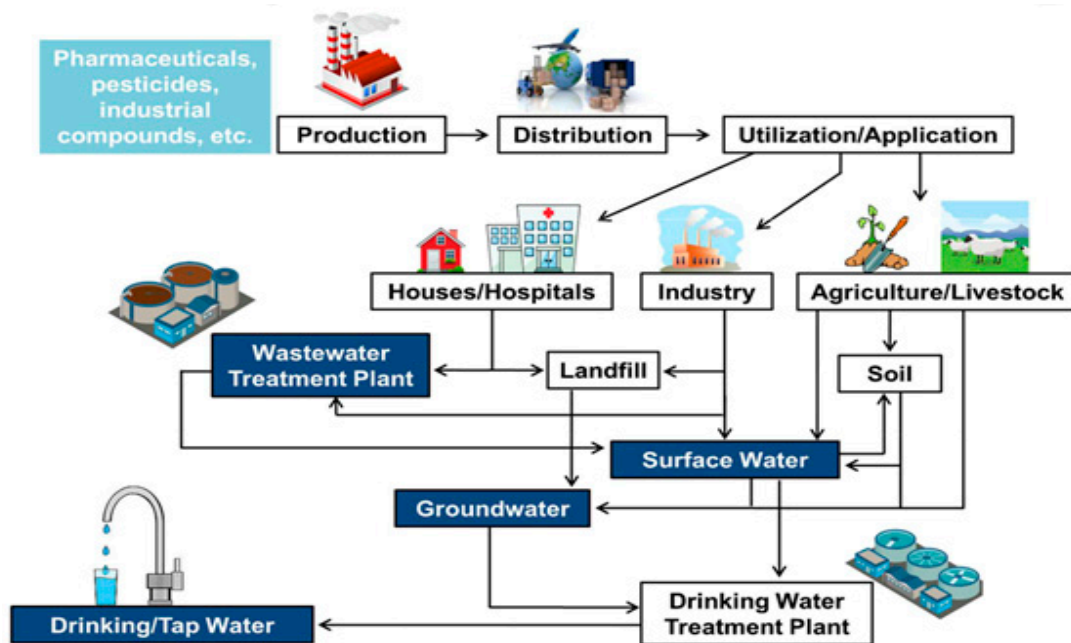 Pharmaceuticals,
pesticides,
industrial
compounds, etc.
Production
Distribution
Utilization/Application
Houses/Hospitals
Industry
Agriculture/Livestock
Wastewater
Treatment Plant
Landfill
Soil
Surface Water
Groundwater
Drinking Water
Treatment Plant
Drinking/Tap Water